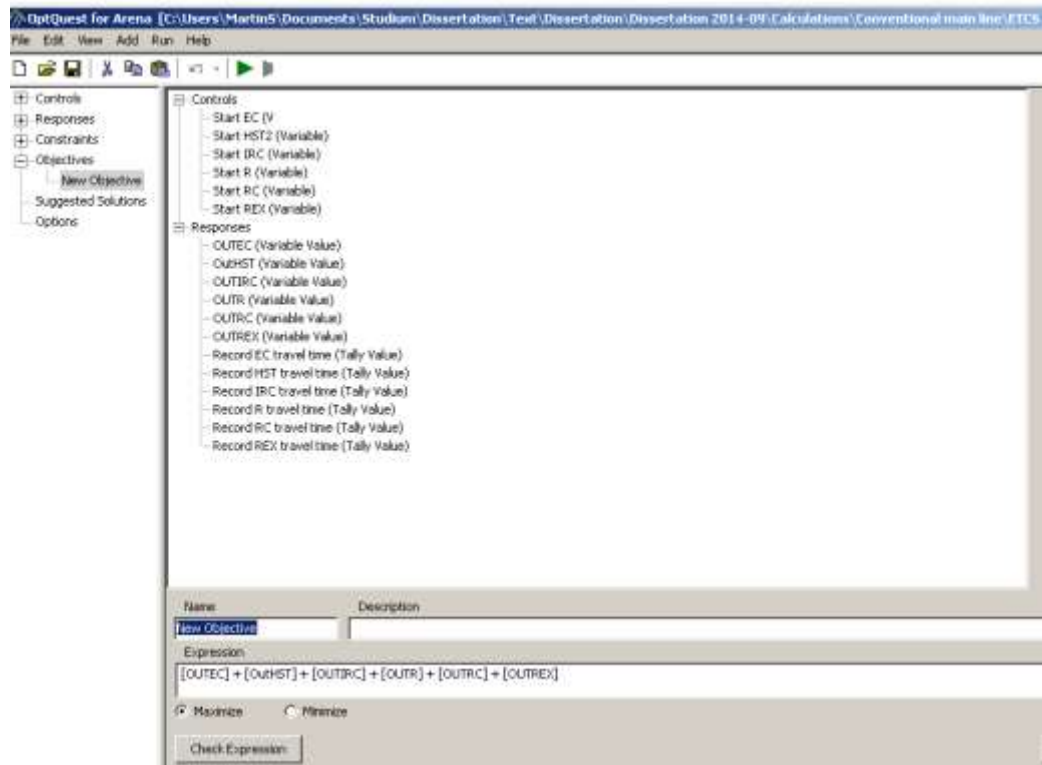 OptQuest for Arena [C:\Users\MartinS\Documents\Studium\Dissertation\Text\Dissertation\Dissertation 2014-09\Calculations\Conventional main line\ETCS
File Edit View Add Run Help
Controls
Responses
Constraints
Objectives
New Objective
Suggested Solutions
Options
Controls
Start EC (V
Start HST2 (Variable)
Start IRC (Variable)
Start R (Variable)
Start RC (Variable)
Start REX (Variable)
Responses
OUTEC (Variable Value)
OutHST (Variable Value)
OUTIRC (Variable Value)
OUTR (Variable Value)
OUTRC (Variable Value)
OUTREX (Variable Value)
Record EC travel time (Tally Value)
Record HST travel time (Tally Value)
Record IRC travel time (Tally Value)
Record R travel time (Tally Value)
Record RC travel time (Tally Value)
Record REX travel time (Tally Value)
Name Description
New Objective
Expression
[OUTEC] + [OutHST] + [OUTIRC] + [OUTR] + [OUTRC] + [OUTREX]
Maximize Minimize
Check Expression